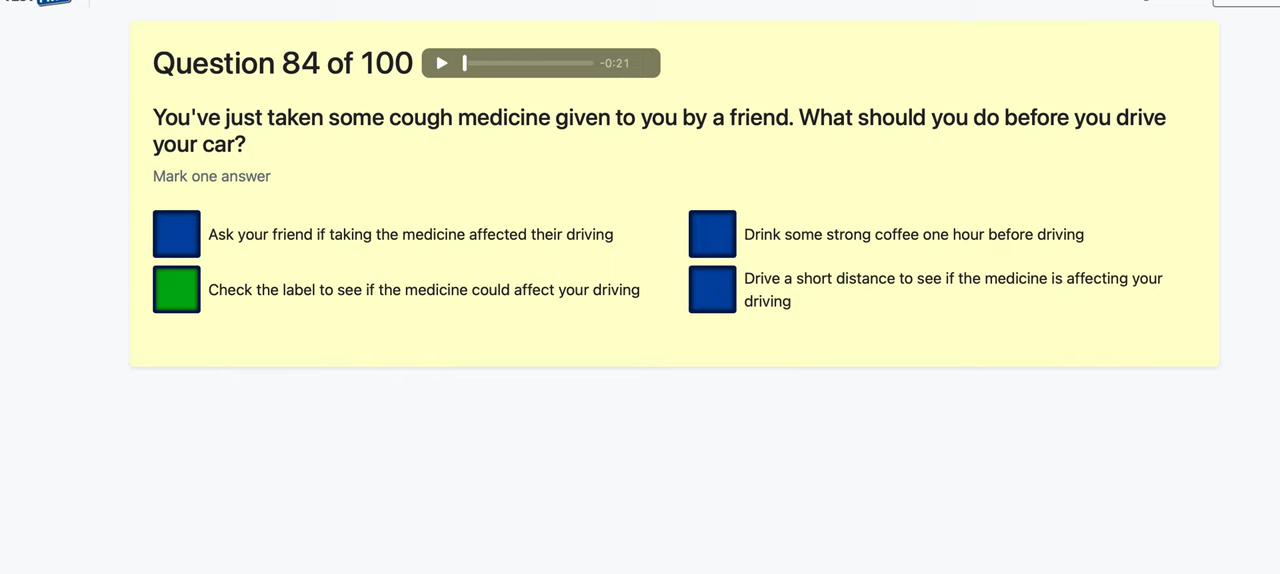 Question 84 of 100
-0:21
You've just taken some cough medicine given to you by a friend. What should you do before you drive
your car?
Mark one answer
Ask your friend if taking the medicine affected their driving
Drink some strong coffee one hour before driving
Check the label to see if the medicine could affect your driving
Drive a short distance to see if the medicine is affecting your
driving